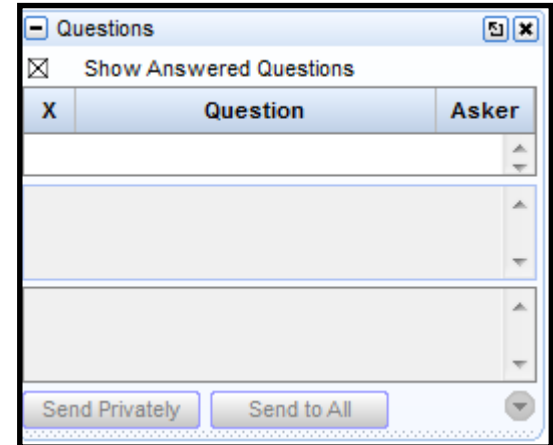 Questions
Show Answered Questions
X Question Asker
Send Privately Send to All